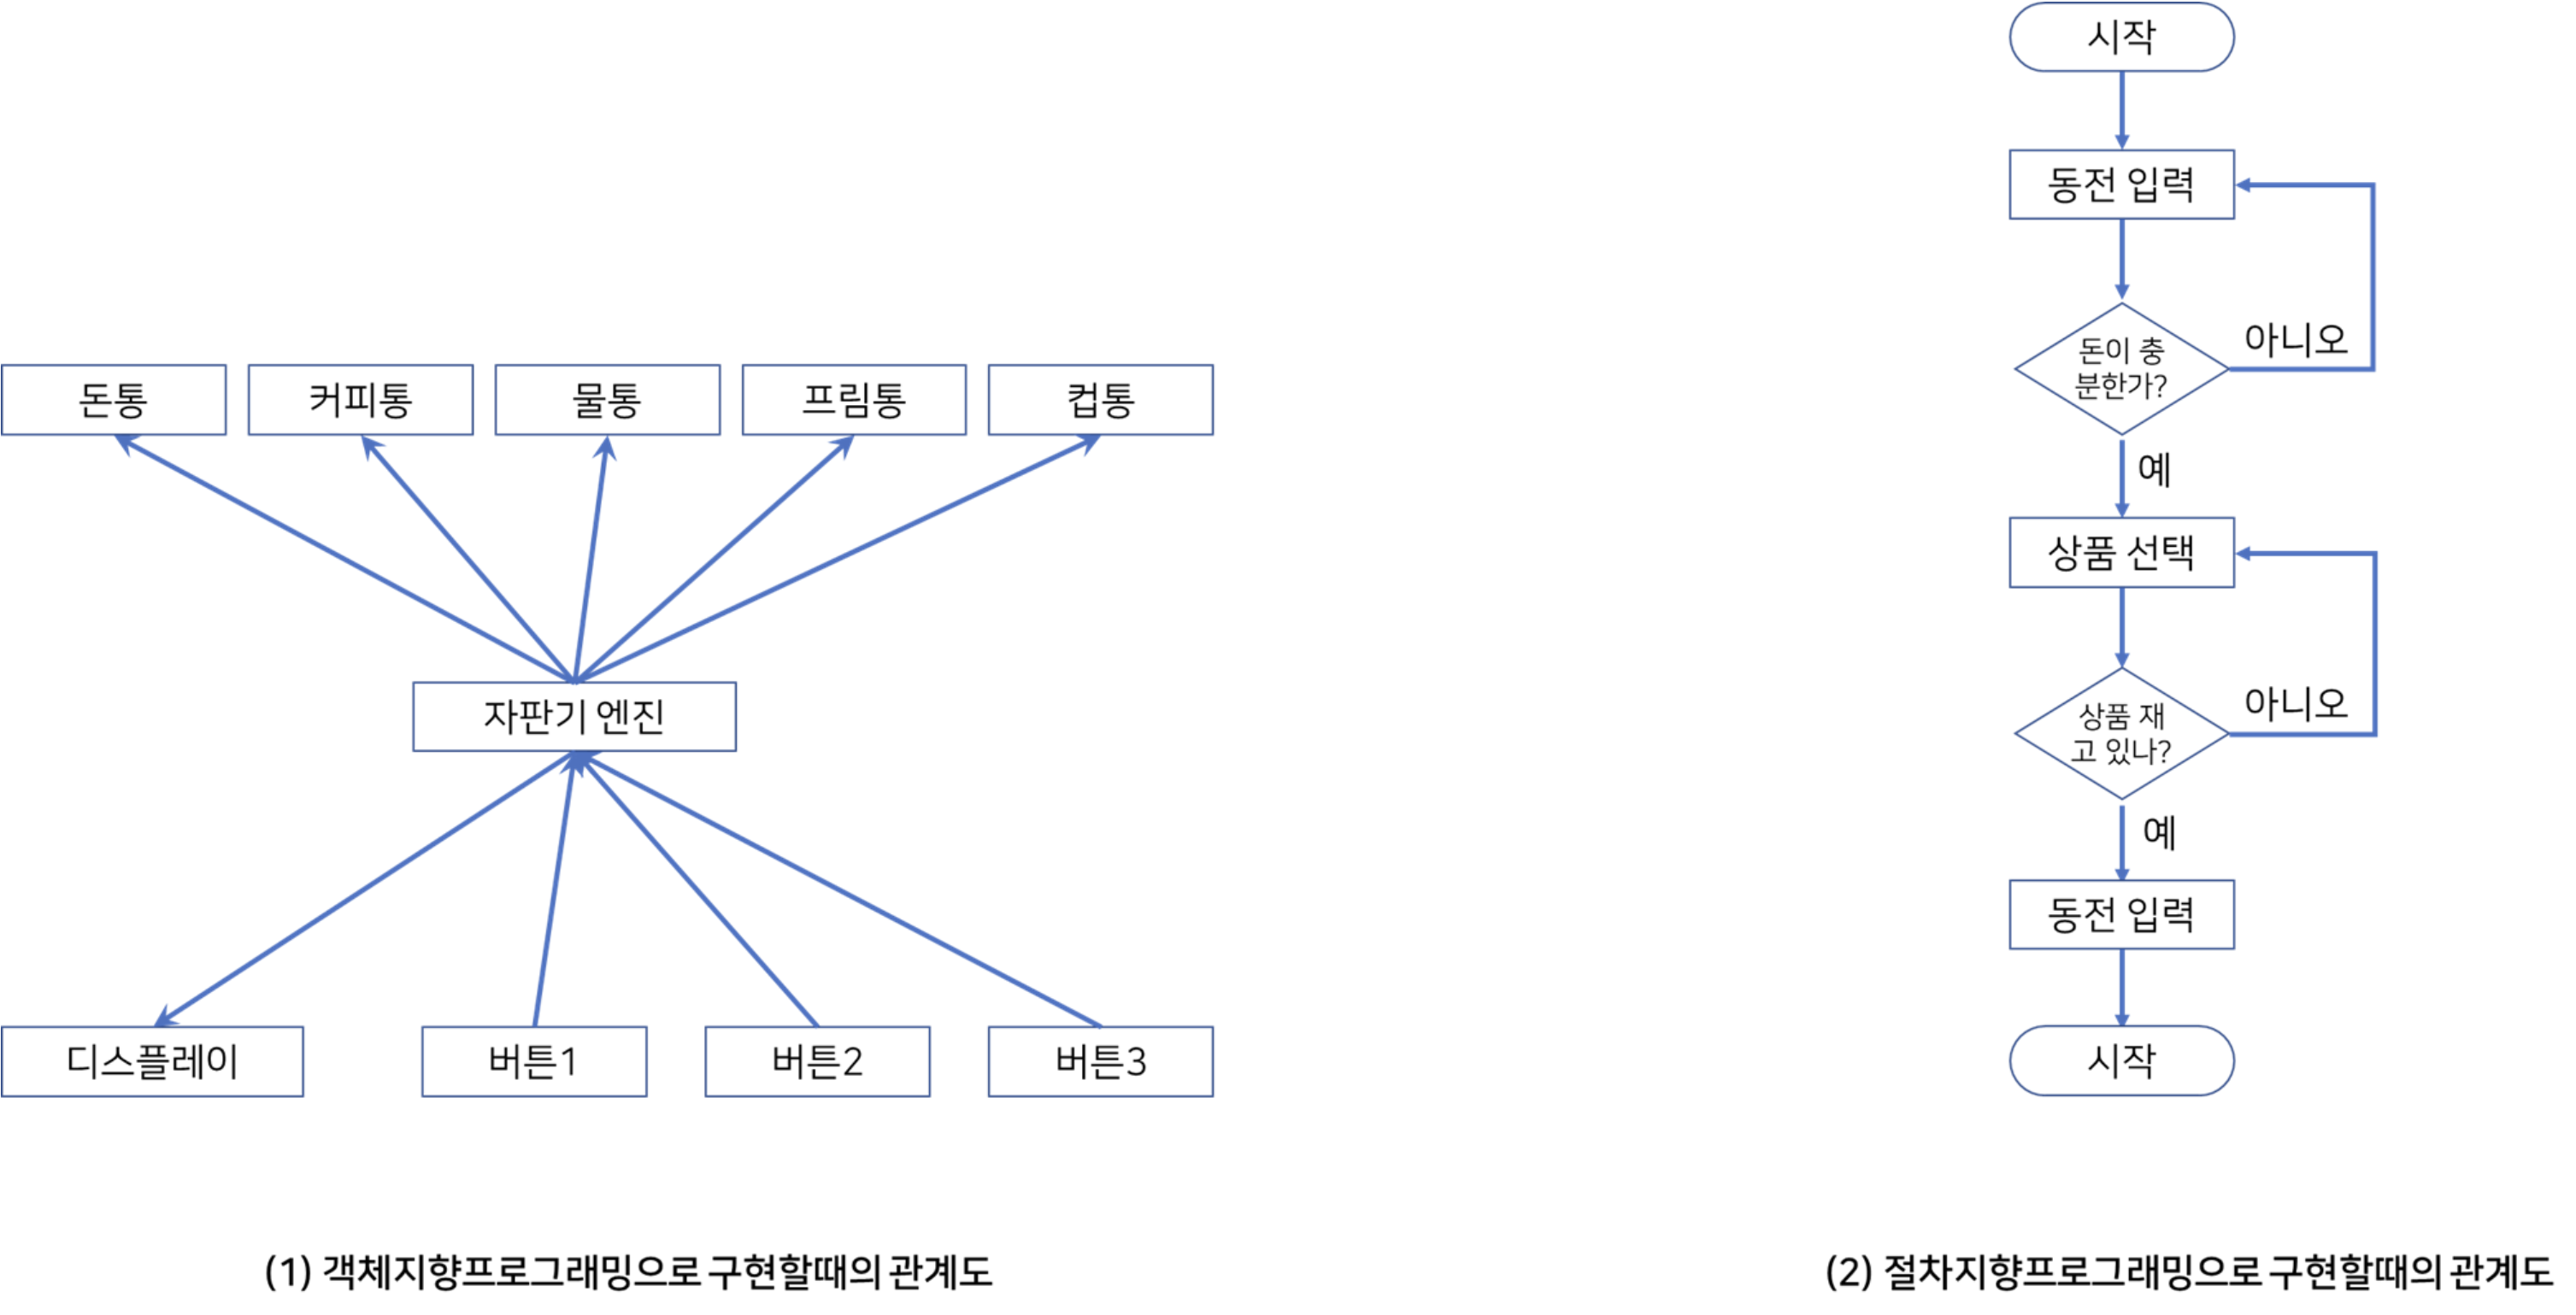 돈통
커피통
물통
프림통
컵통
자판기 엔진
디스플레이
버튼1
버튼2
버튼3
(1) 객체지향프로그래밍으로 구현할때의 관계도
시작
동전 입력
돈이 충
분한가?
아니오
예
상품 선택
상품 재
고 있나?
아니오
예
동전 입력
시작
(2) 절차지향프로그래밍으로 구현할때의 관계도